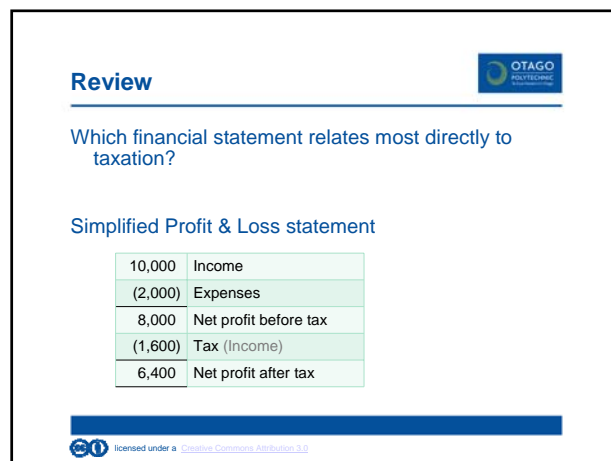 Review
OTAGO
POLYTECHNIC
Which financial statement relates most directly to
taxation?
Simplified Profit & Loss statement
10,000 Income
(2,000) Expenses
8,000 Net profit before tax
(1,600) Tax (Income)
6,400 Net profit after tax
licensed under a Creative Commons Attribution 3.0